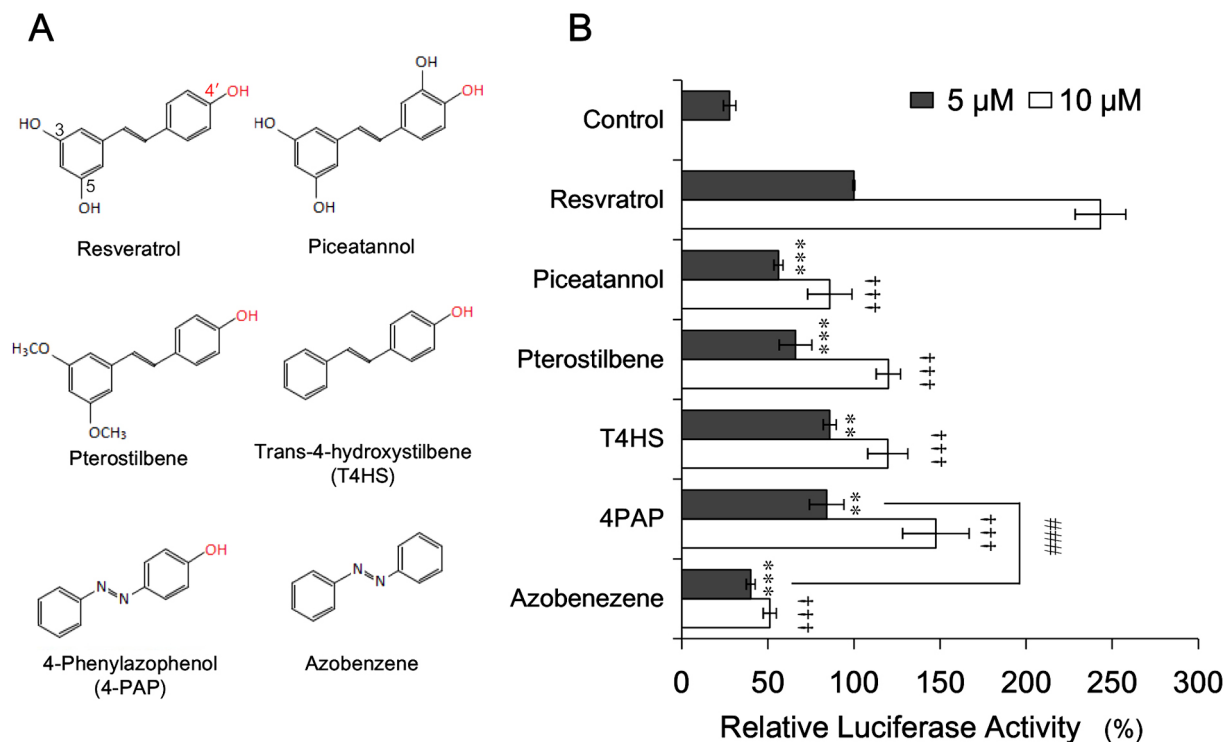 A
4'
OH
HO
3
5
OH
Resveratrol
OH
OH
HO
OH
Piceatannol
OH
H₃CO
OCH₃
Pterostilbene
OH
Trans-4-hydroxystilbene
(T4HS)
OH
N
N
4-Phenylazophenol
(4-PAP)
N
N
Azobenzene
B
5 µM
10 µM
Control
Resvratrol
Piceatannol
***
†††
Pterostilbene
***
†††
T4HS
**
†††
4PAP
**
†††
Azobenezene
***
†††
###
0 50 100 150 200 250 300
Relative Luciferase Activity (%)